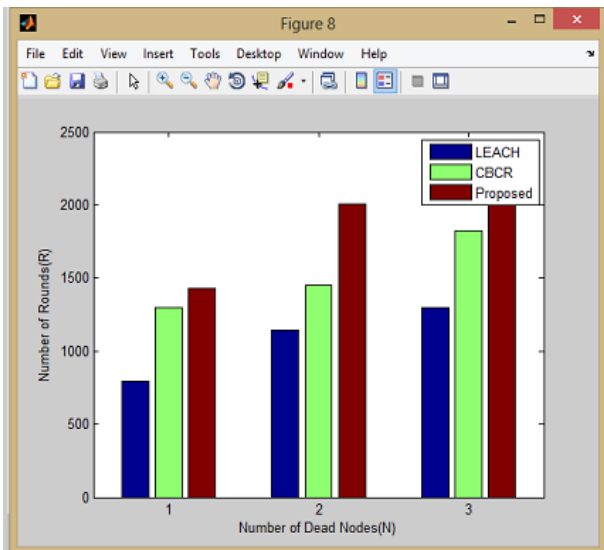 Figure 8
File Edit View Insert Tools Desktop Window Help
2500
2000
1500
1000
500
0
Number of Rounds(R)
LEACH
CBCR
Proposed
1 2 3
Number of Dead Nodes(N)